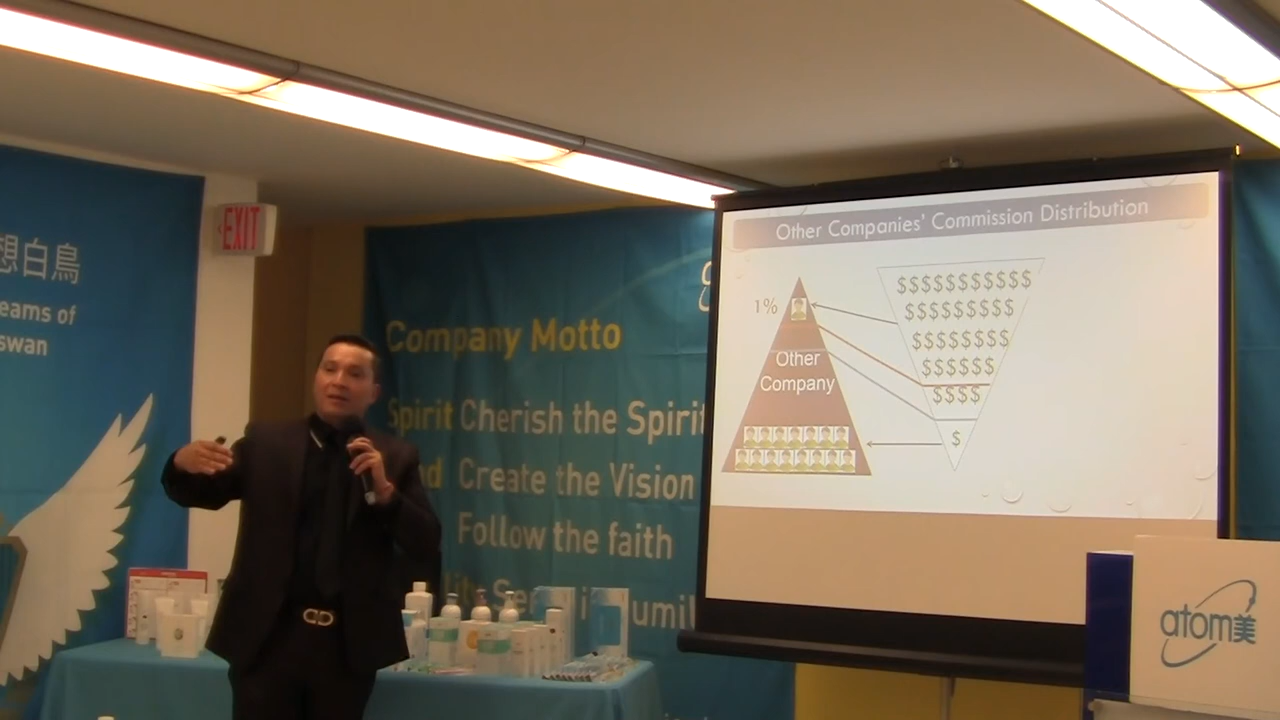 想白鳥
eams of
swan
EXIT
Company Motto
Spirit Cherish the Spirit
Create the Vision
Follow the faith
Other Companies' Commission Distribution
1%
Other
Company
$$$$$$$$$$$
$$$$$$$$$
$$$$$$$$
$$$$$$
$$$$
$
atom美